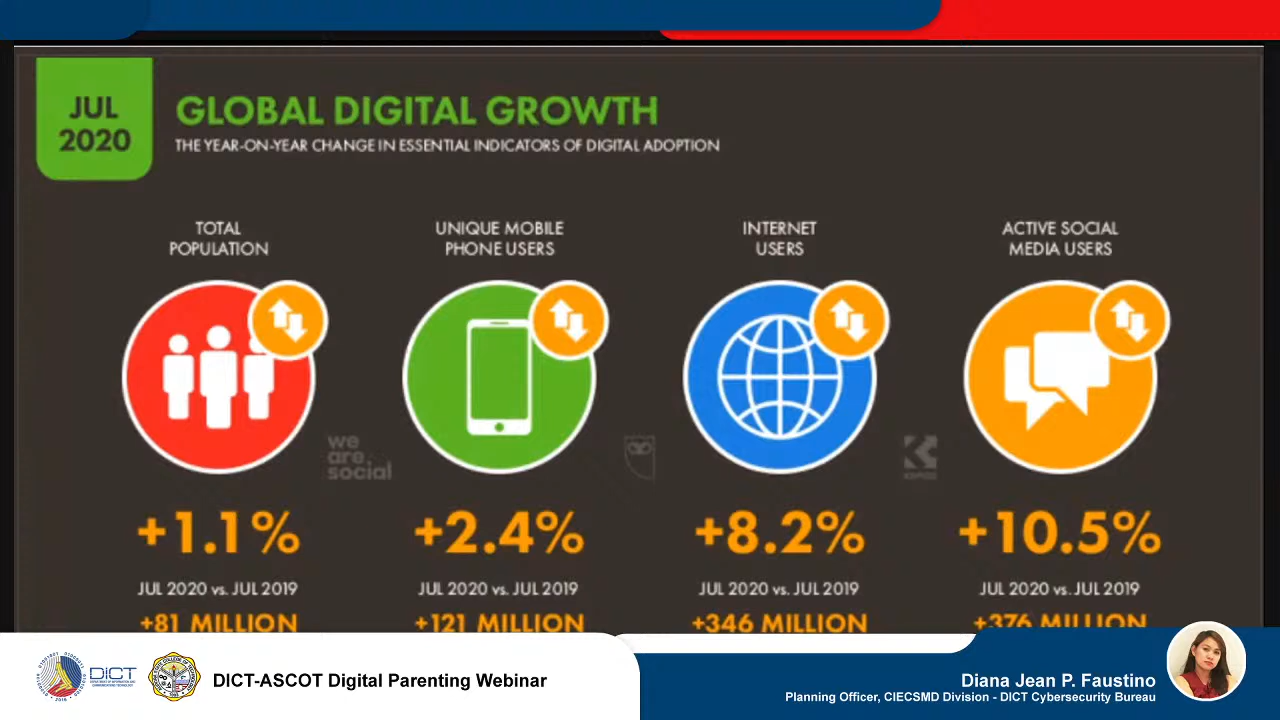 JUL
2020
GLOBAL DIGITAL GROWTH
THE YEAR-ON-YEAR CHANGE IN ESSENTIAL INDICATORS OF DIGITAL ADOPTION
TOTAL
POPULATION
UNIQUE MOBILE
PHONE USERS
INTERNET
USERS
ACTIVE SOCIAL
MEDIA USERS
we
are
social
+1.1%
+2.4%
+8.2%
+10.5%
JUL 2020 vs. JUL 2019
JUL 2020 vs. JUL 2019
JUL 2020 vs. JUL 2019
JUL 2020 vs. JUL 2019
+81 MILLION
+121 MILLION
+346 MILLION
+376 MILLION
DICT
DICT-ASCOT Digital Parenting Webinar
Diana Jean P. Faustino
Planning Officer, CIECSMD Division - DICT Cybersecurity Bureau